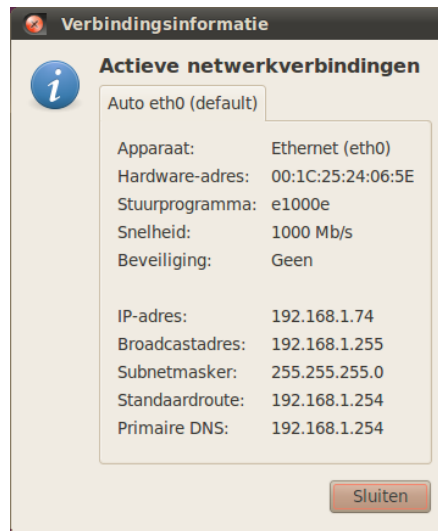 Verbindingsinformatie
Actieve netwerkverbindingen
Auto eth0 (default)
Apparaat: Ethernet (eth0)
Hardware-adres: 00:1C:25:24:06:5E
Stuurprogramma: e1000e
Snelheid: 1000 Mb/s
Beveiliging: Geen
IP-adres: 192.168.1.74
Broadcastadres: 192.168.1.255
Subnetmasker: 255.255.255.0
Standaardroute: 192.168.1.254
Primaire DNS: 192.168.1.254
Sluiten